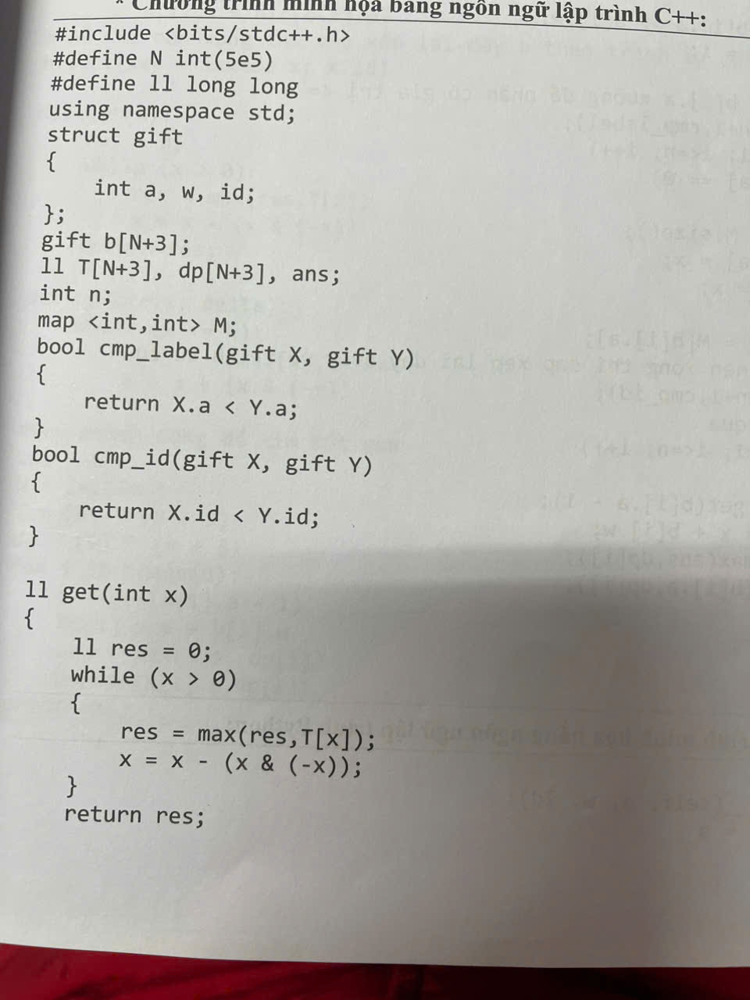 * Chương trình minh họa bằng ngôn ngữ lập trình C++:
#include <bits/stdc++.h>
#define N int(5e5)
#define ll long long
using namespace std;
struct gift
{
int a, w, id;
};
gift b[N+3];
ll T[N+3], dp[N+3], ans;
int n;
map <int,int> M;
bool cmp_label(gift X, gift Y)
{
return X.a < Y.a;
}
bool cmp_id(gift X, gift Y)
{
return X.id < Y.id;
}
ll get(int x)
{
ll res = 0;
while (x > 0)
{
res = max(res,T[x]);
x = x - (x & (-x));
}
return res;